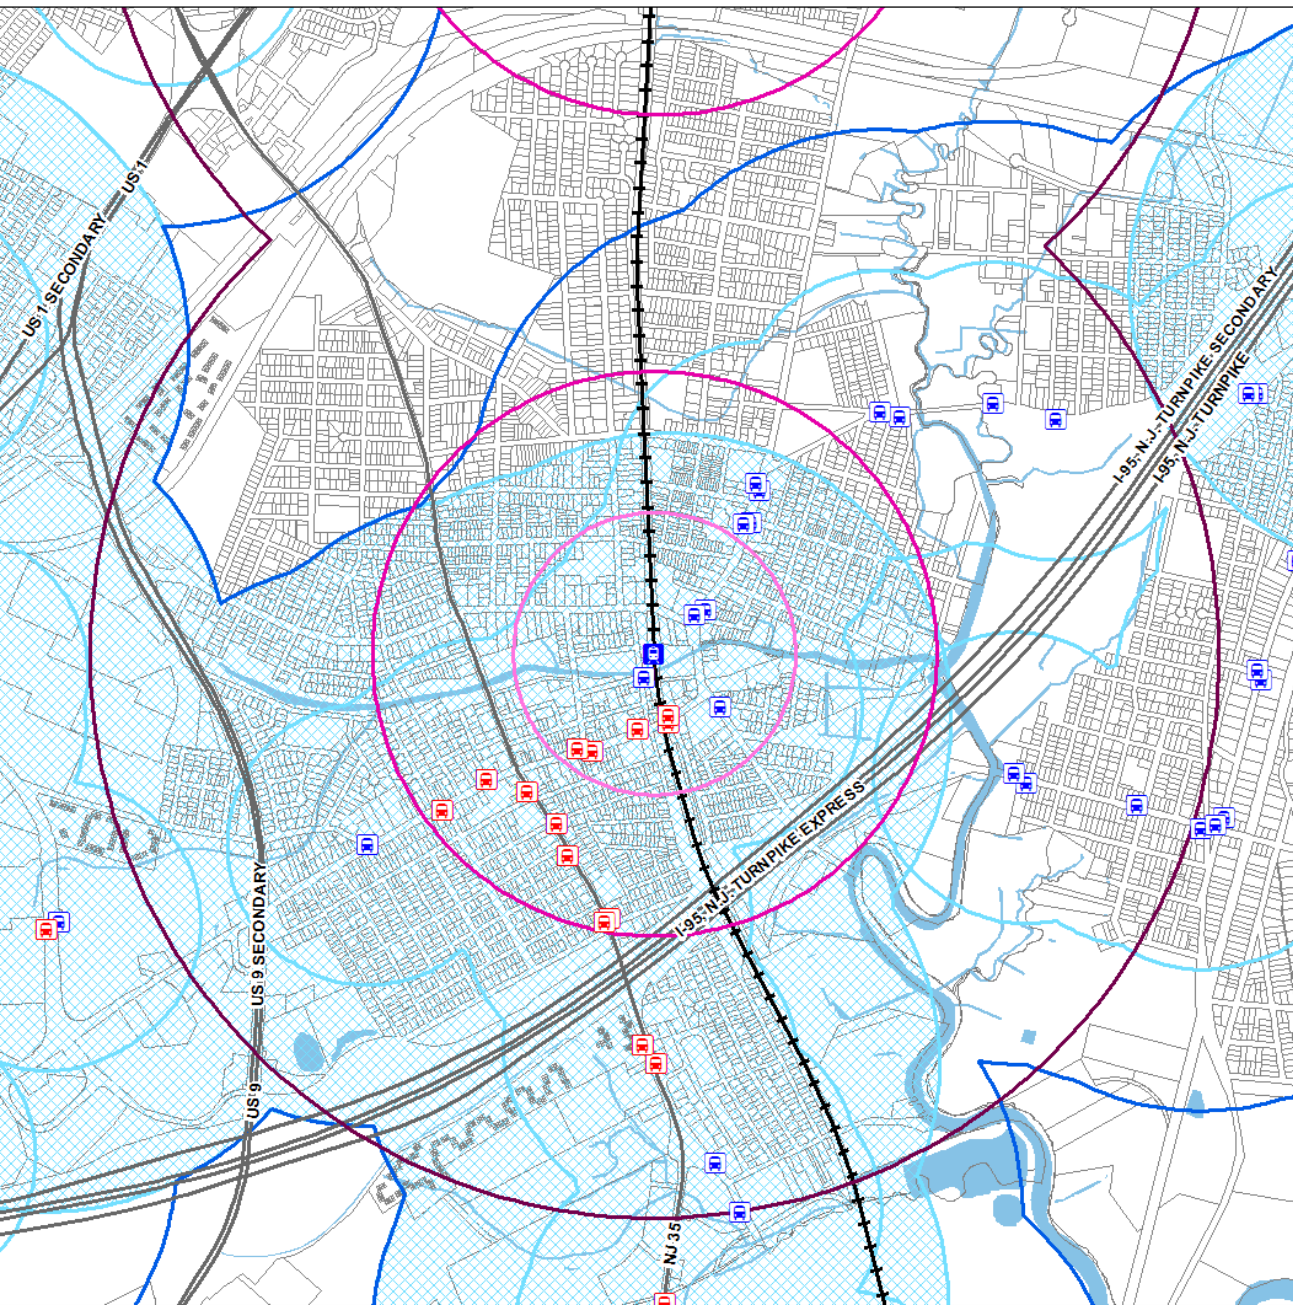 US 1
US 1 SECONDARY
I-95, N.J. TURNPIKE SECONDARY
I-95, N.J. TURNPIKE
I-95, N.J. TURNPIKE EXPRESS
US 9 SECONDARY
US 9
NJ 35